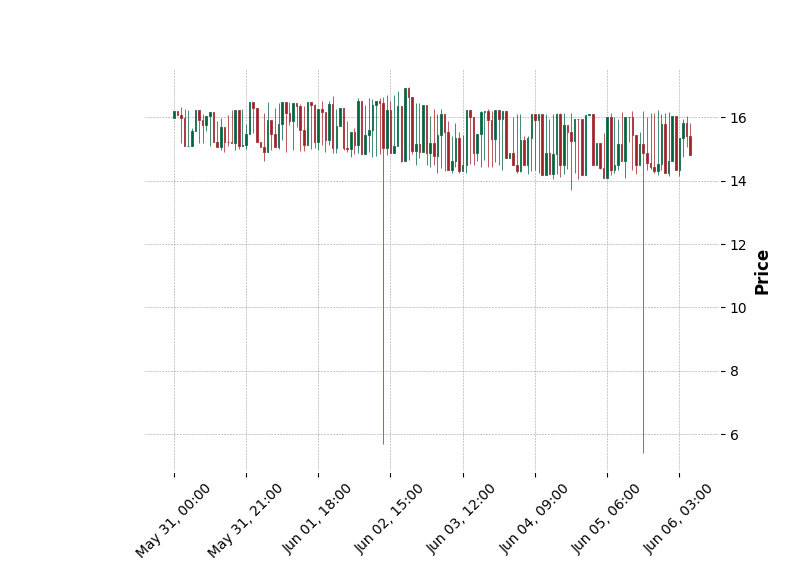 16
14
12
10
8
6
Price
May 31, 00:00
May 31, 21:00
Jun 01, 18:00
Jun 02, 15:00
Jun 03, 12:00
Jun 04, 09:00
Jun 05, 06:00
Jun 06, 03:00